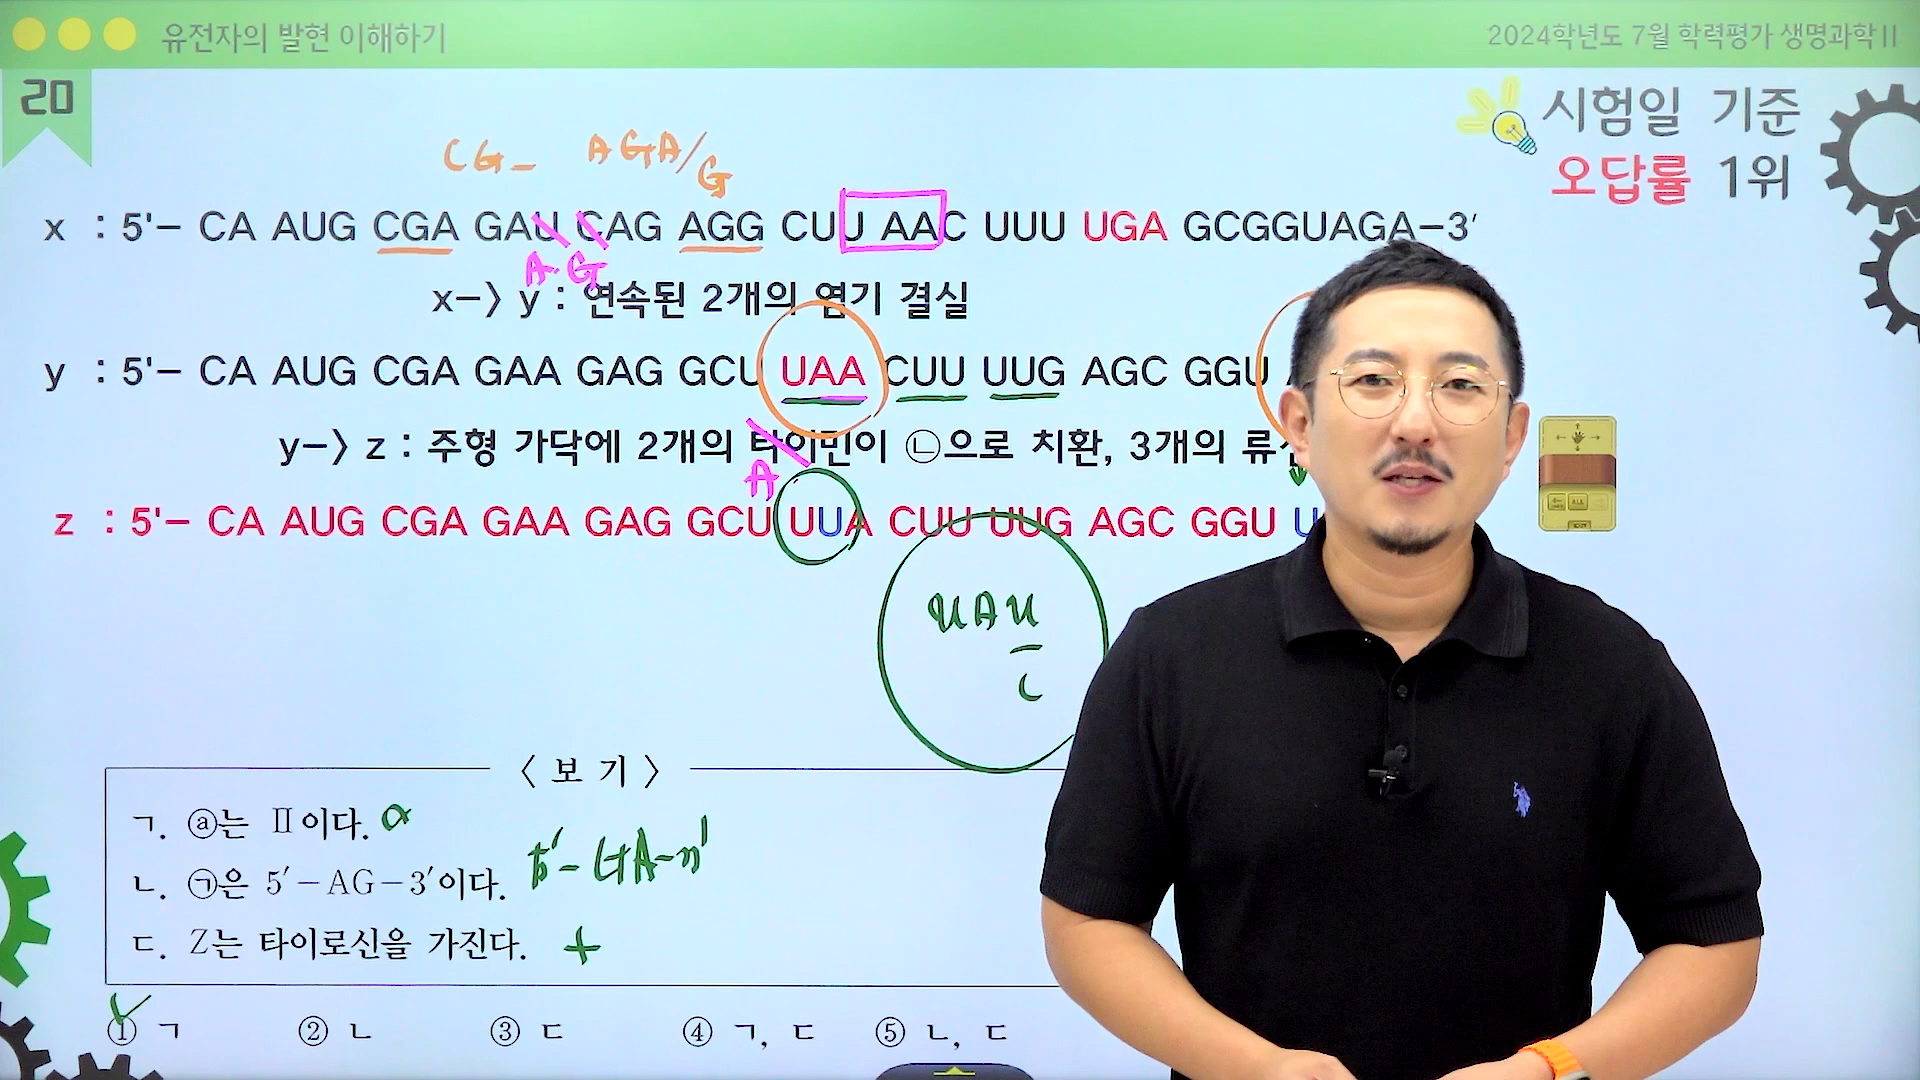 유전자의 발현 이해하기
2024학년도 7월 학력평가 생명과학Ⅱ
20
시험일 기준
오답률 1위
CG_ AGA/G
x : 5'- CA AUG CGA GAU CAG AGG CUU AAC UUU UGA GCGGUAGA-3'
A G
x-> y : 연속된 2개의 염기 결실
y : 5'- CA AUG CGA GAA GAG GCU UAA CUU UUG AGC GGU
y-> z : 주형 가닥에 2개의 타이민이 ㉡으로 치환, 3개의
A
z : 5'- CA AUG CGA GAA GAG GCU UUA CUU UUG AGC GGU U
UAU
C
〈 보 기 〉
ㄱ. ⓐ는 Ⅱ이다.
ㄴ. ㉠은 5'-AG-3'이다. 5'-GA-3'
ㄷ. Z는 타이로신을 가진다.
① ㄱ ② ㄴ ③ ㄷ ④ ㄱ, ㄷ ⑤ ㄴ, ㄷ